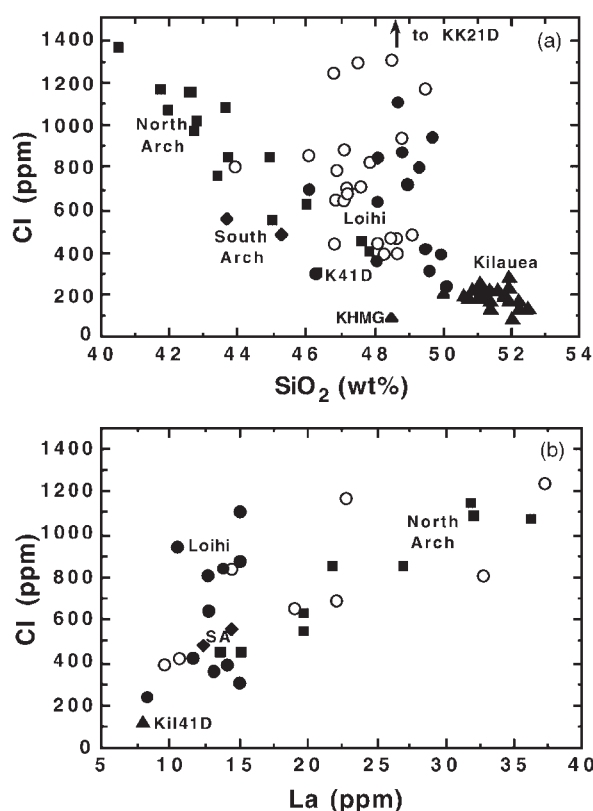 1400
1200
1000
800
600
400
200
0
Cl (ppm)
to KK21D
(a)
North
Arch
South
Arch
Loihi
K41D
KHMG
Kilauea
40 42 44 46 48 50 52 54
SiO2 (wt%)
1400
1200
1000
800
600
400
200
0
Cl (ppm)
(b)
North
Arch
Loihi
SA
Kil41D
5 10 15 20 25 30 35 40
La (ppm)